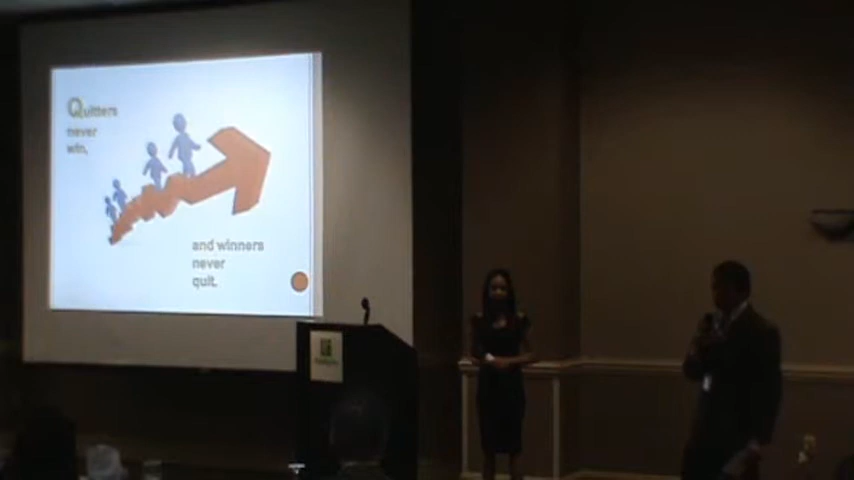 Quitters
never
win,
and winners
never
quit.